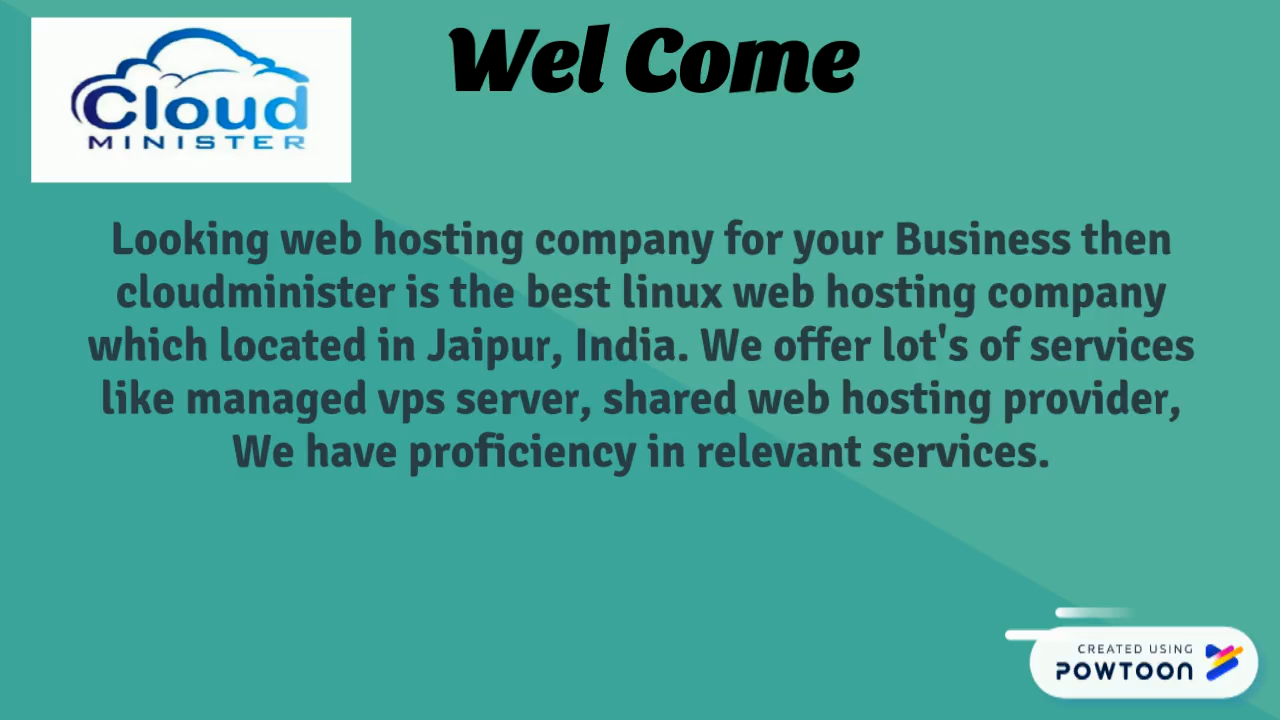 Cloud
MINISTER
Wel Come
Looking web hosting company for your Business then
cloudminister is the best linux web hosting company
which located in Jaipur, India. We offer lot's of services
like managed vps server, shared web hosting provider,
We have proficiency in relevant services.
CREATED USING
POWTOON